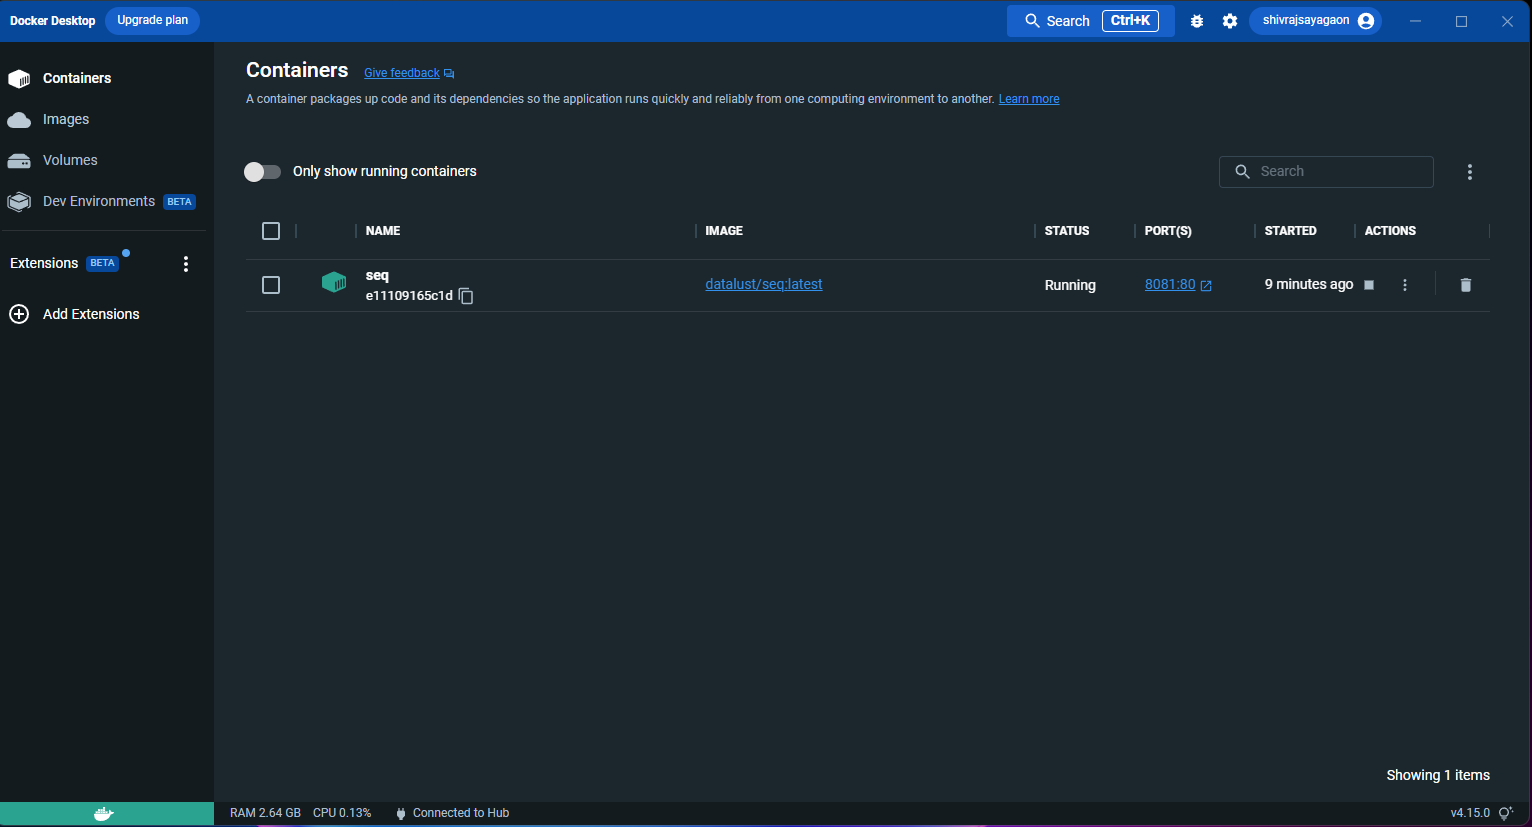 Docker Desktop Upgrade plan Search Ctrl+K shivrajsayagaon
Containers
Images
Volumes
Dev Environments BETA
Extensions BETA
Add Extensions
Containers Give feedback
A container packages up code and its dependencies so the application runs quickly and reliably from one computing environment to another. Learn more
Only show running containers Search
NAME IMAGE STATUS PORT(S) STARTED ACTIONS
seq
e11109165c1d datalust/seq:latest Running 8081:80 9 minutes ago
Showing 1 items
RAM 2.64 GB CPU 0.13% Connected to Hub v4.15.0